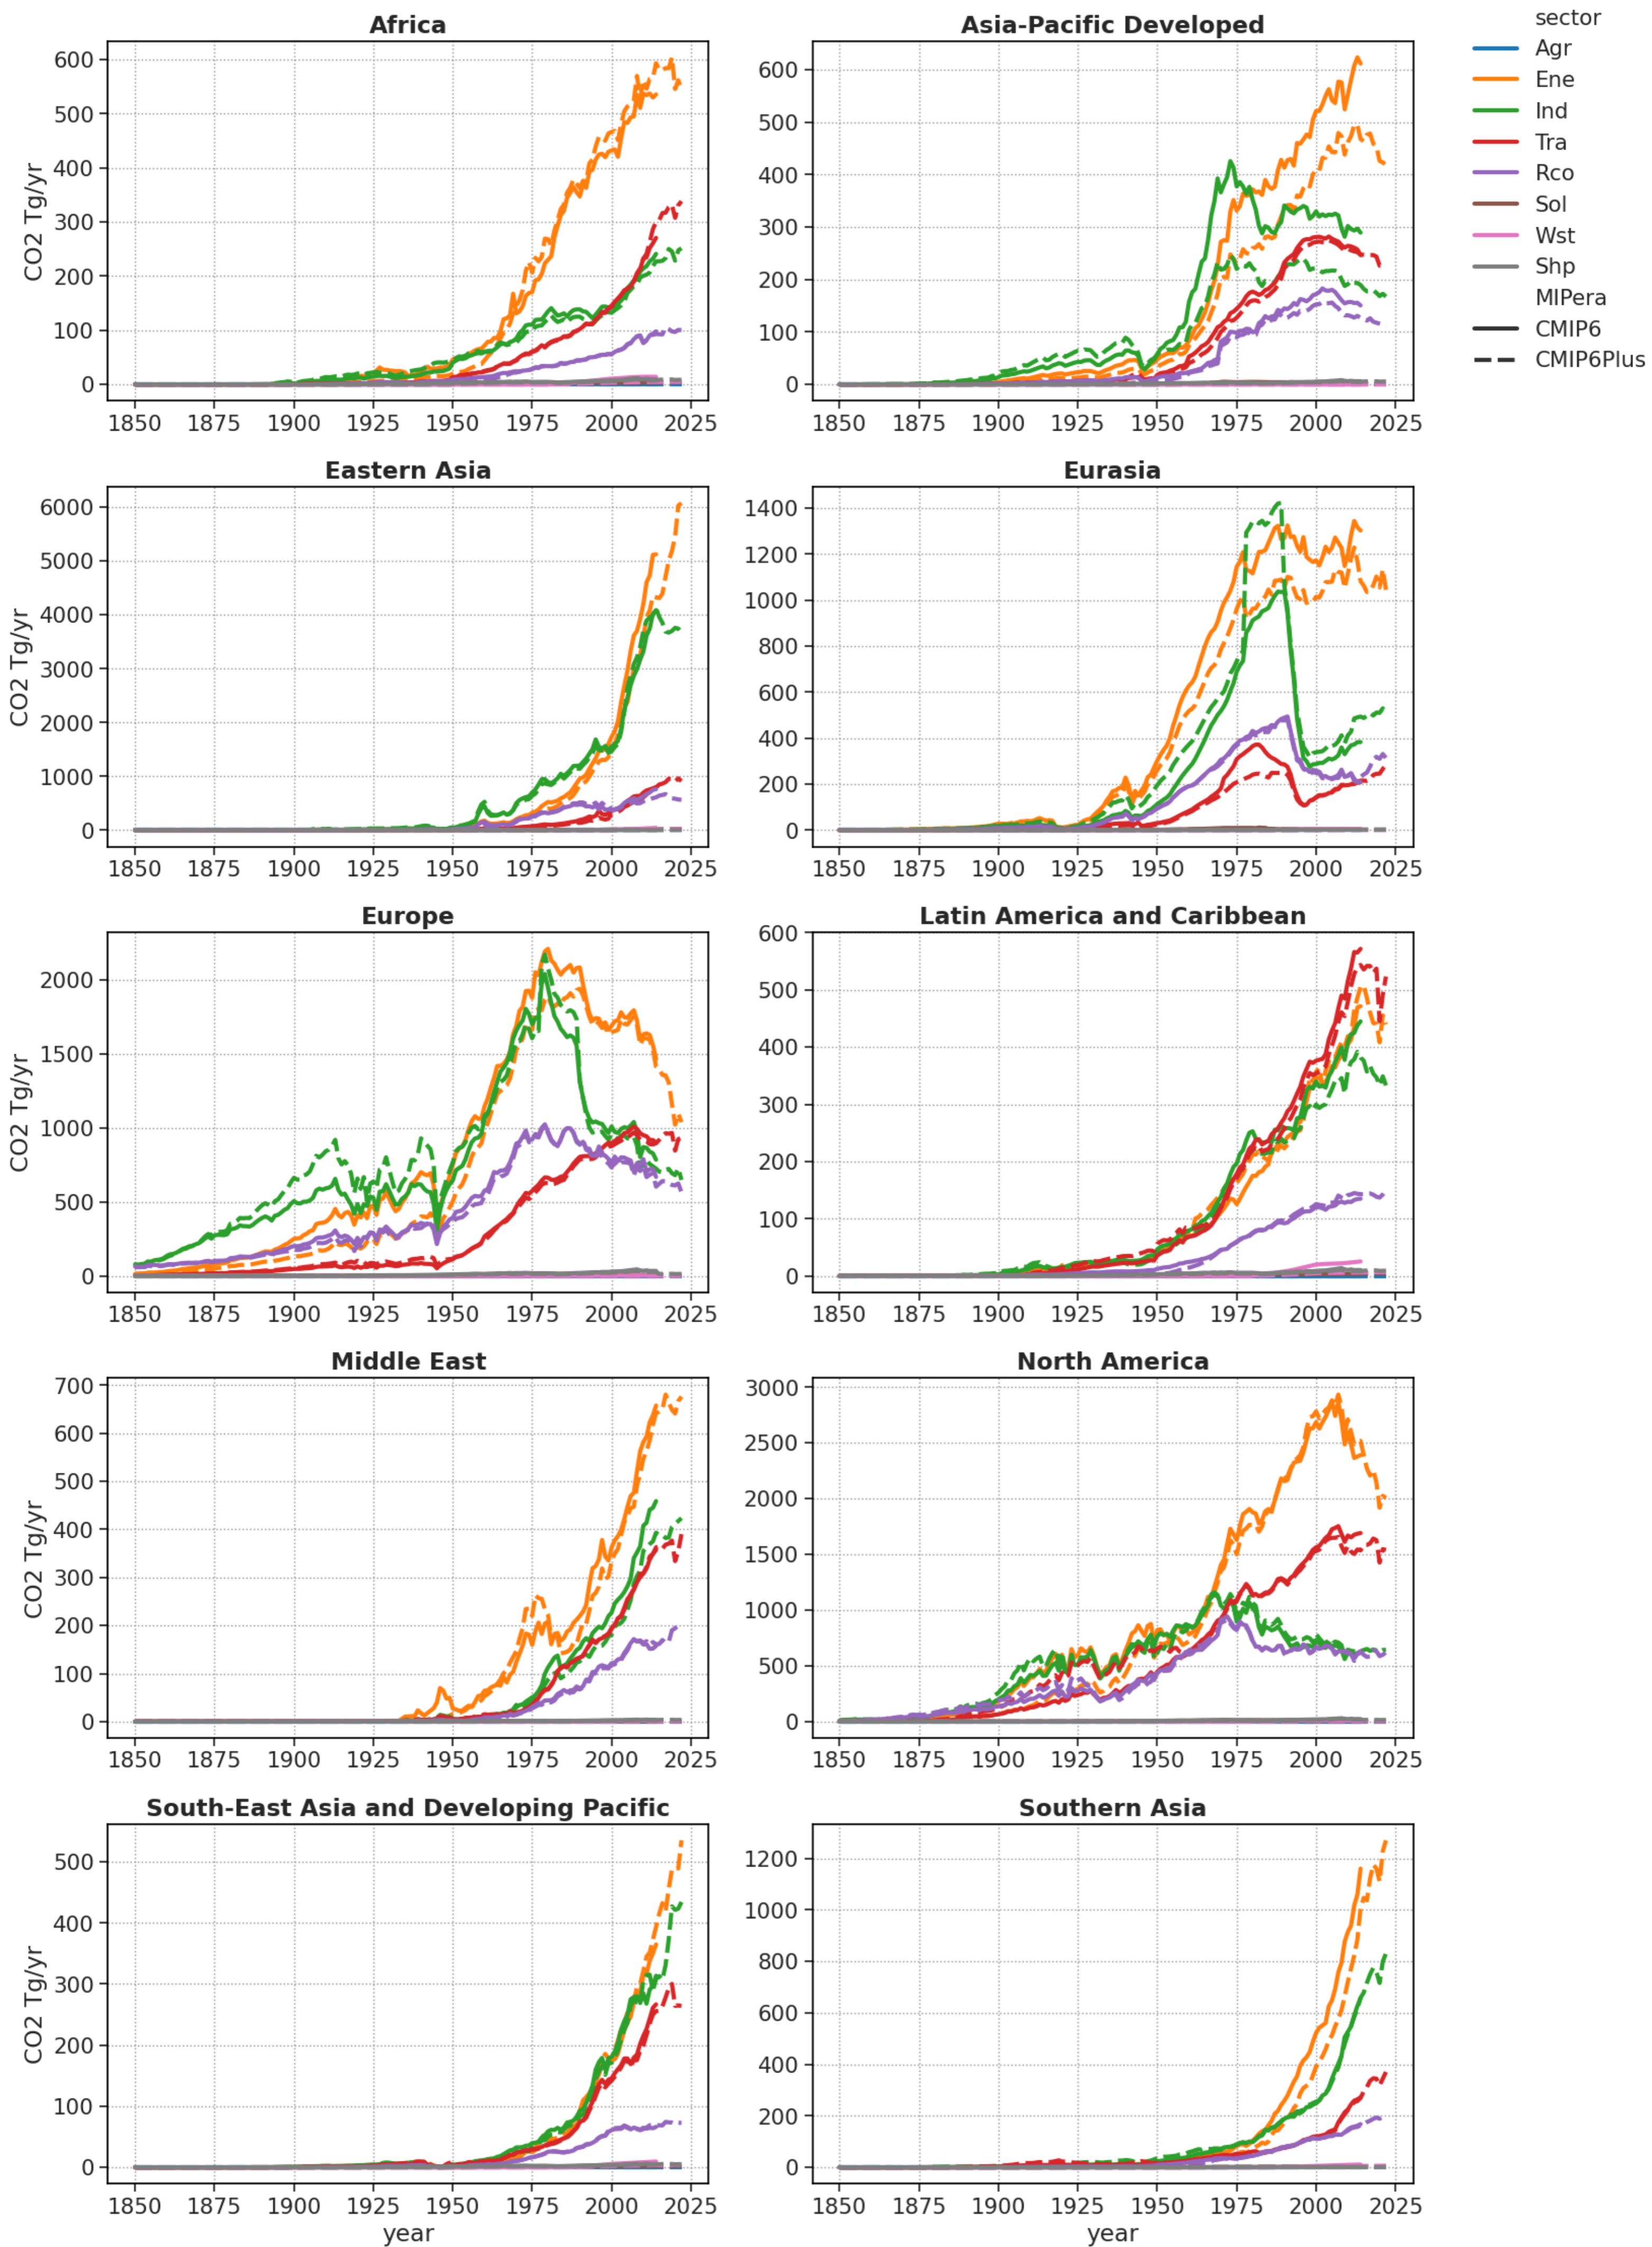 Africa
600
500
400
300
200
100
0
CO2 Tg/yr
1850 1875 1900 1925 1950 1975 2000 2025
Asia-Pacific Developed
600
500
400
300
200
100
0
1850 1875 1900 1925 1950 1975 2000 2025
sector
Agr
Ene
Ind
Tra
Rco
Sol
Wst
Shp
MIPera
CMIP6
CMIP6Plus
Eastern Asia
6000
5000
4000
3000
2000
1000
0
CO2 Tg/yr
1850 1875 1900 1925 1950 1975 2000 2025
Eurasia
1400
1200
1000
800
600
400
200
0
1850 1875 1900 1925 1950 1975 2000 2025
Europe
2000
1500
1000
500
0
CO2 Tg/yr
1850 1875 1900 1925 1950 1975 2000 2025
Latin America and Caribbean
600
500
400
300
200
100
0
1850 1875 1900 1925 1950 1975 2000 2025
Middle East
700
600
500
400
300
200
100
0
CO2 Tg/yr
1850 1875 1900 1925 1950 1975 2000 2025
North America
3000
2500
2000
1500
1000
500
0
1850 1875 1900 1925 1950 1975 2000 2025
South-East Asia and Developing Pacific
500
400
300
200
100
0
CO2 Tg/yr
1850 1875 1900 1925 1950 1975 2000 2025
year
Southern Asia
1200
1000
800
600
400
200
0
1850 1875 1900 1925 1950 1975 2000 2025
year